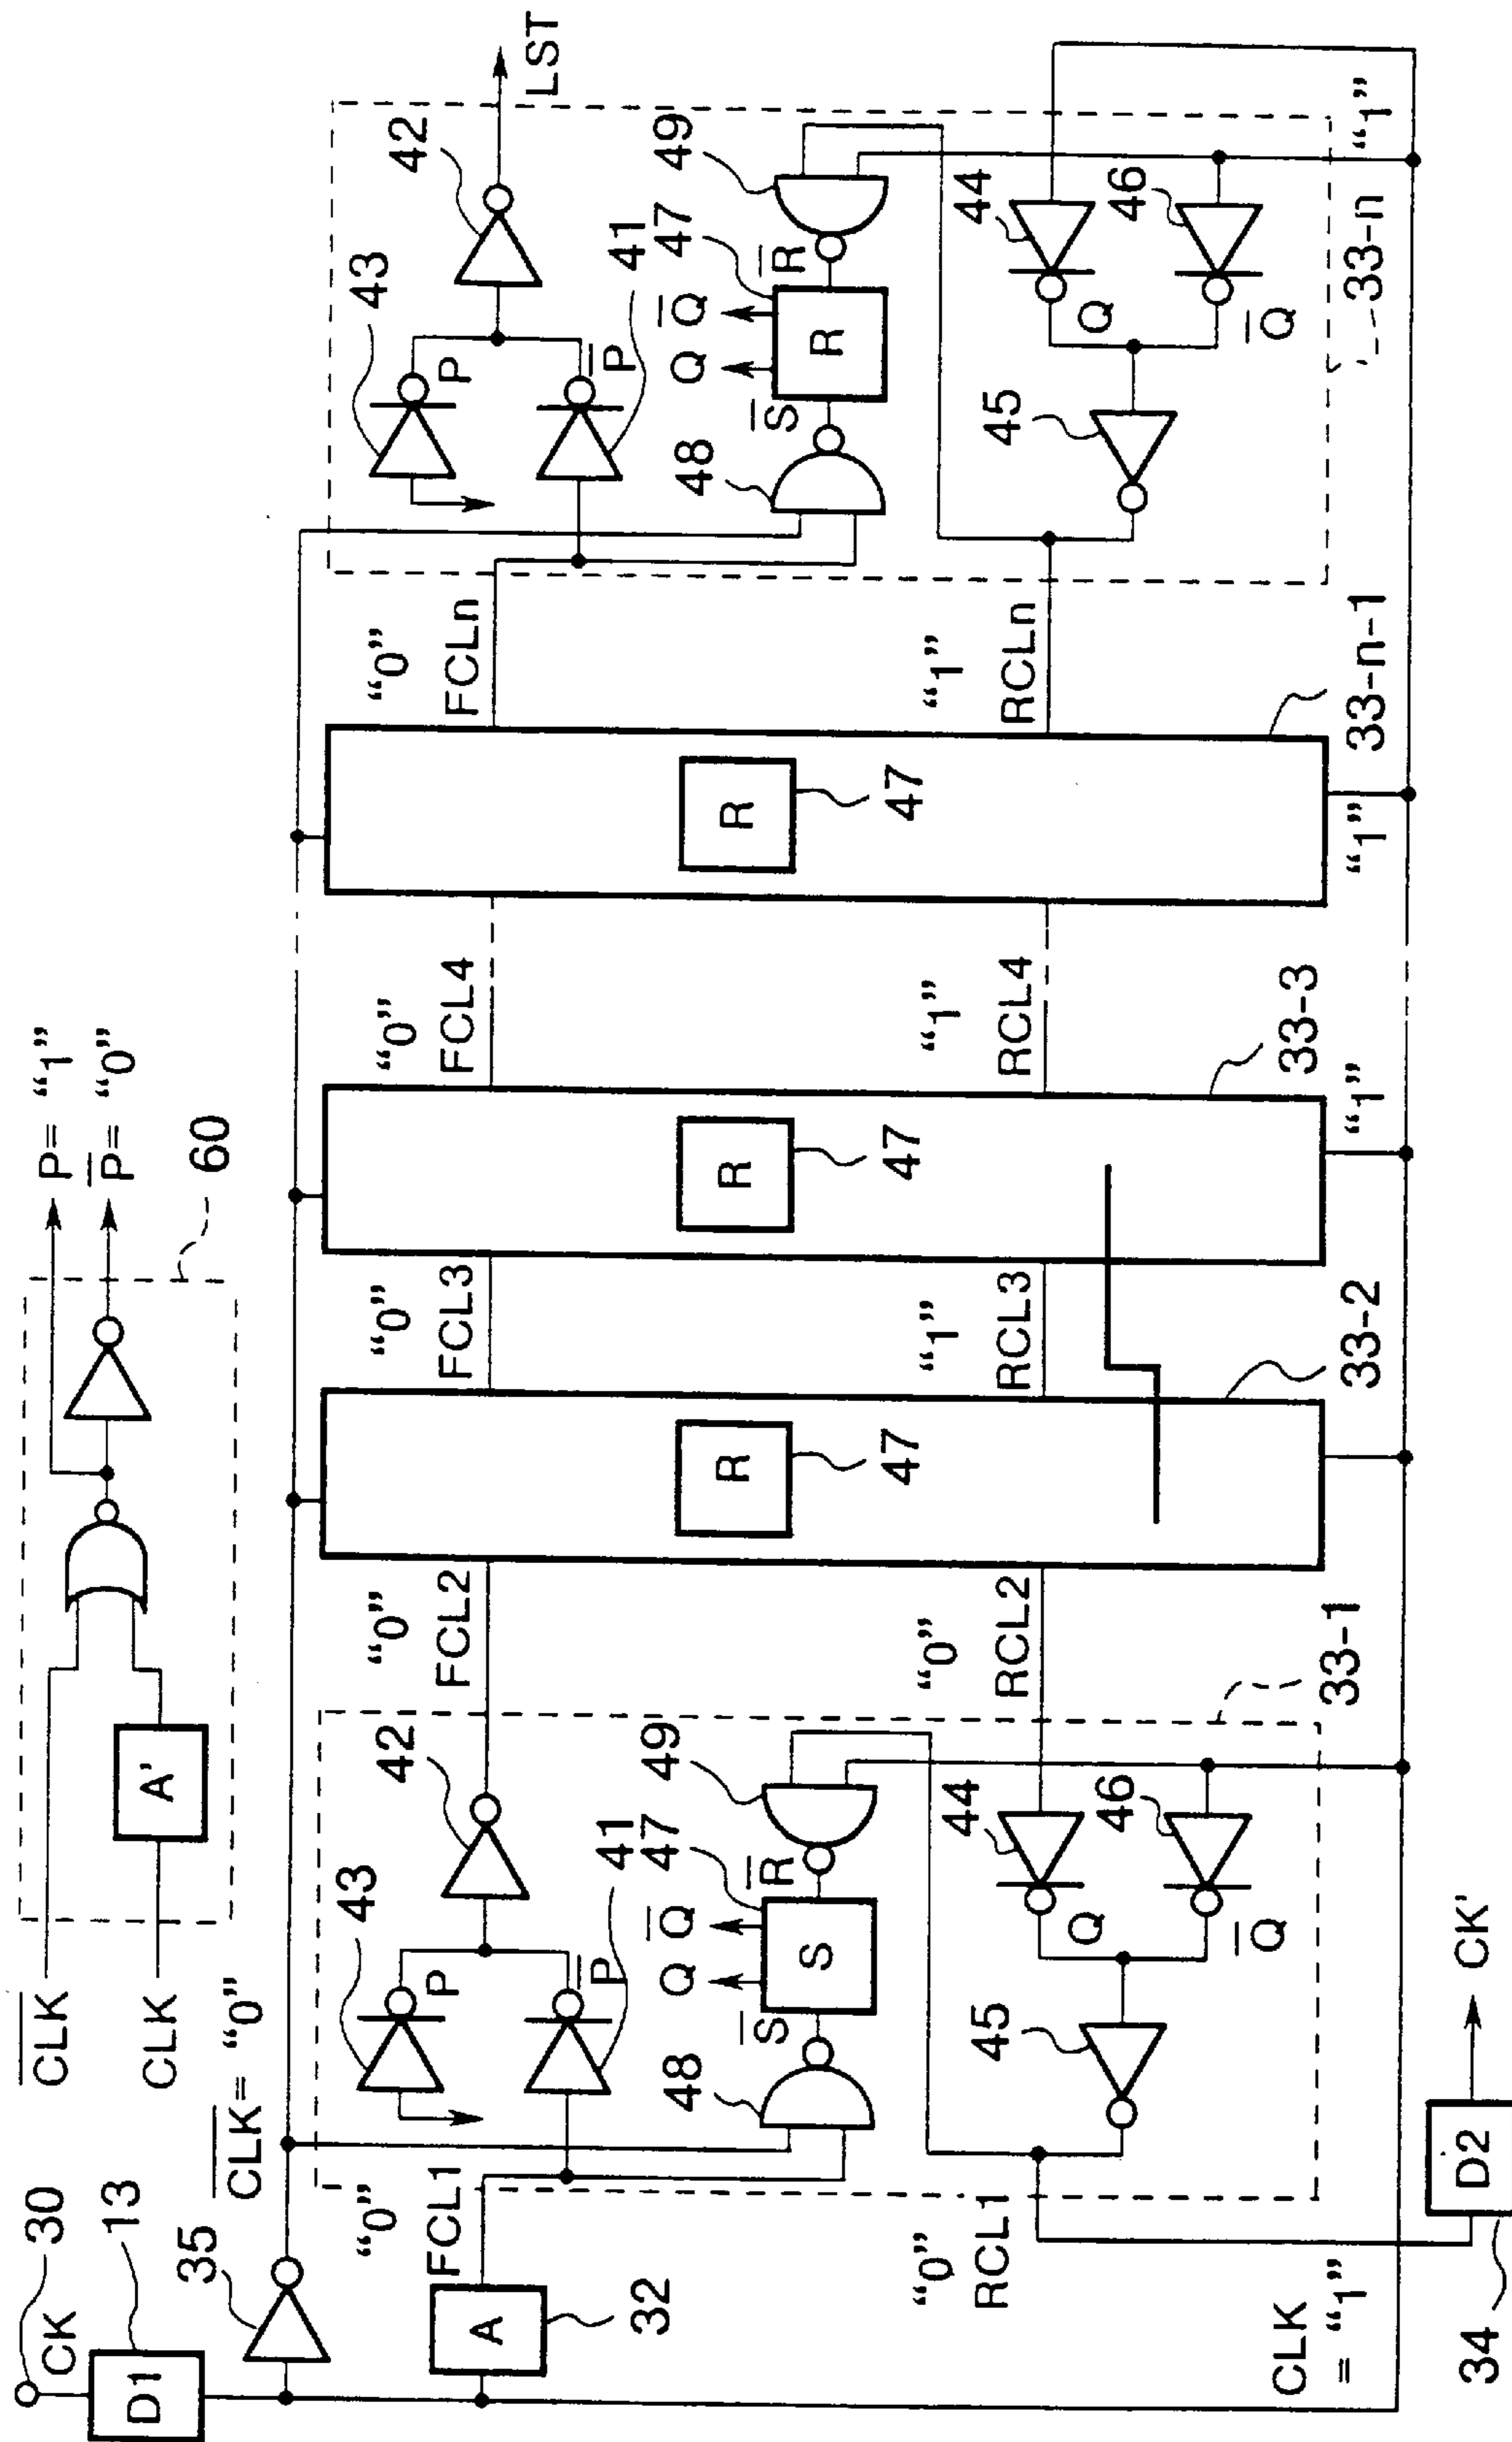 30
CK
D1
13
35
A
32
"0"
FCL1
C̅L̅K̅= "0"
C̅L̅K̅
CLK
A'
60
P= "1"
P̅= "0"
43
P
42
P̅
41
47
Q
Q̅
S̅
S
R̅
48
49
44
Q
46
Q̅
45
"0"
RCL1
CLK
= "1"
34
D2
CK'
33-1
"0"
FCL2
"0"
RCL2
R
47
33-2
"0"
FCL3
"1"
RCL3
R
47
33-3
"1"
"0"
FCL4
"1"
RCL4
R
47
33-n-1
"1"
"0"
FCLn
"1"
RCLn
43
P
42
LST
P̅
41
47
Q
Q̅
S̅
R
R̅
48
49
44
Q
46
Q̅
45
33-n
"1"